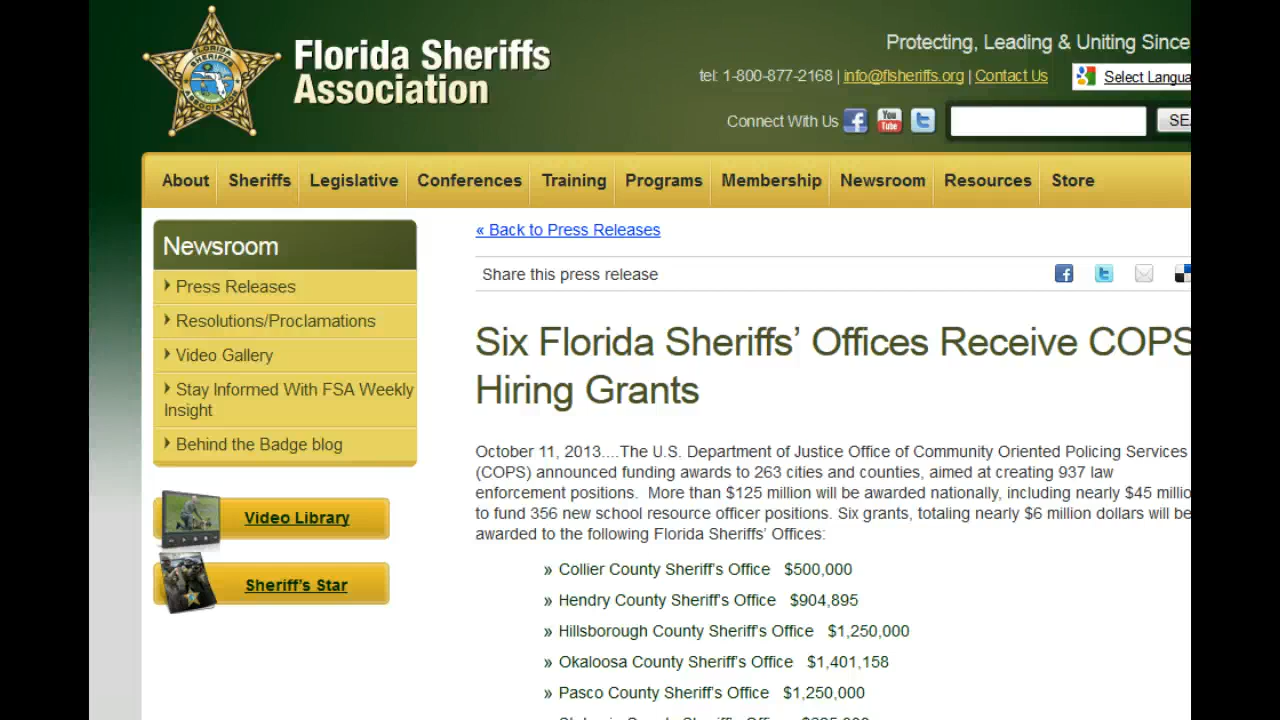 Florida Sheriffs
Association
Protecting, Leading & Uniting Since
tel: 1-800-877-2168 | info@flsheriffs.org | Contact Us
Select Langua
Connect With Us
SE
About Sheriffs Legislative Conferences Training Programs Membership Newsroom Resources Store
Newsroom
Press Releases
Resolutions/Proclamations
Video Gallery
Stay Informed With FSA Weekly
Insight
Behind the Badge blog
Video Library
Sheriff's Star
« Back to Press Releases
Share this press release
Six Florida Sheriffs’ Offices Receive COPS
Hiring Grants
October 11, 2013....The U.S. Department of Justice Office of Community Oriented Policing Services
(COPS) announced funding awards to 263 cities and counties, aimed at creating 937 law
enforcement positions. More than $125 million will be awarded nationally, including nearly $45 millio
to fund 356 new school resource officer positions. Six grants, totaling nearly $6 million dollars will be
awarded to the following Florida Sheriffs’ Offices:
» Collier County Sheriff’s Office $500,000
» Hendry County Sheriff’s Office $904,895
» Hillsborough County Sheriff’s Office $1,250,000
» Okaloosa County Sheriff’s Office $1,401,158
» Pasco County Sheriff’s Office $1,250,000